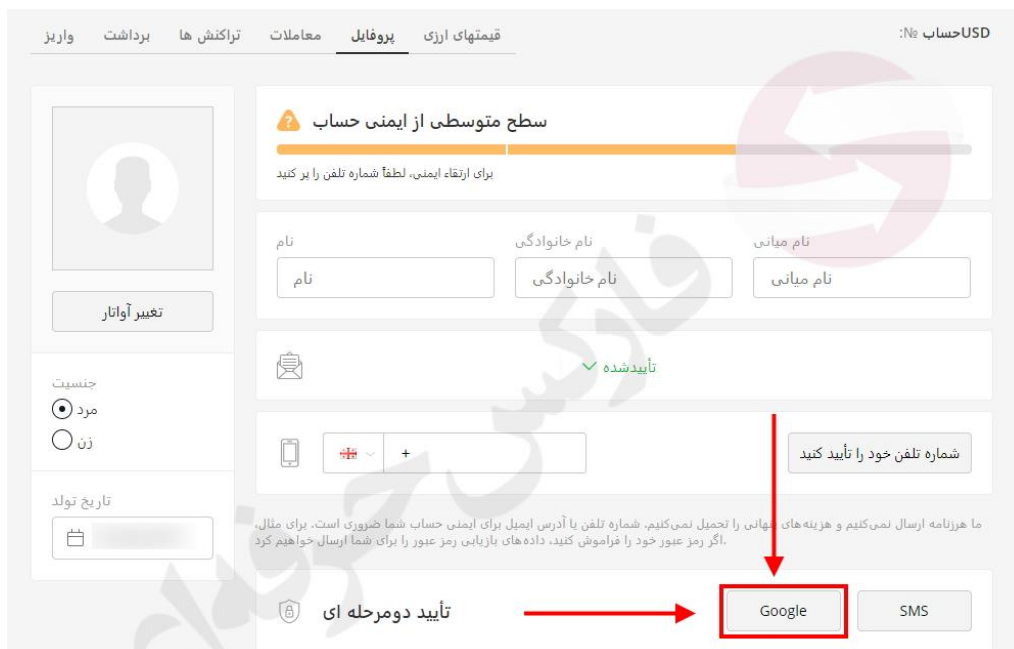 USDحساب №:
قیمتهای ارزی پروفایل معاملات تراکنش ها برداشت واریز
سطح متوسطی از ایمنی حساب
?
برای ارتقاء ایمنی، لطفاً شماره تلفن را پر کنید
تغییر آواتار
جنسیت
مرد
زن
تاریخ تولد
نام
نام خانوادگی
نام میانی
نام
نام خانوادگی
نام میانی
تأییدشده
+
شماره تلفن خود را تأیید کنید
ما هرزنامه ارسال نمی‌کنیم و هزینه‌های پنهانی را تحمیل نمی‌کنیم. شماره تلفن یا آدرس ایمیل برای ایمنی حساب شما ضروری است. برای مثال،
اگر رمز عبور خود را فراموش کنید، داده‌های بازیابی رمز عبور را برای شما ارسال خواهیم کرد.
تأیید دومرحله ای
Google
SMS
فارکس حرفه‌ای